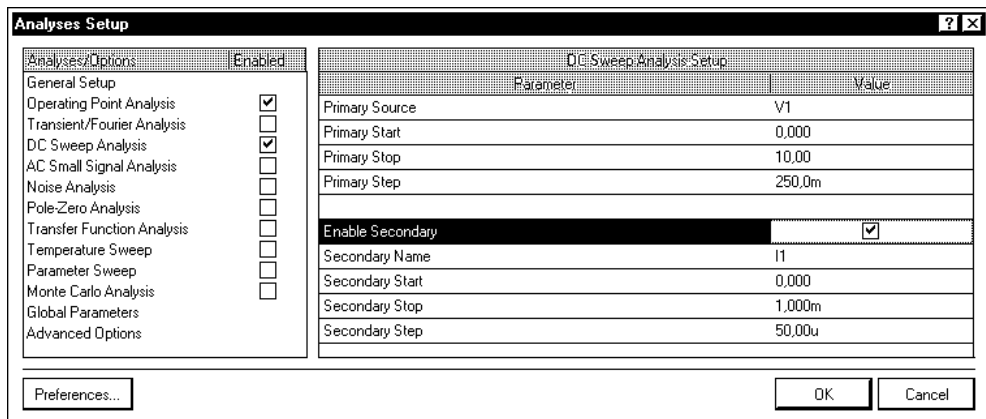 Analyses Setup
Analyses/Options Enabled
General Setup
Operating Point Analysis
Transient/Fourier Analysis
DC Sweep Analysis
AC Small Signal Analysis
Noise Analysis
Pole-Zero Analysis
Transfer Function Analysis
Temperature Sweep
Parameter Sweep
Monte Carlo Analysis
Global Parameters
Advanced Options
DC Sweep Analysis Setup
Parameter Value
Primary Source V1
Primary Start 0,000
Primary Stop 10,00
Primary Step 250,0m
Enable Secondary
Secondary Name I1
Secondary Start 0,000
Secondary Stop 1,000m
Secondary Step 50,00u
Preferences... OK Cancel